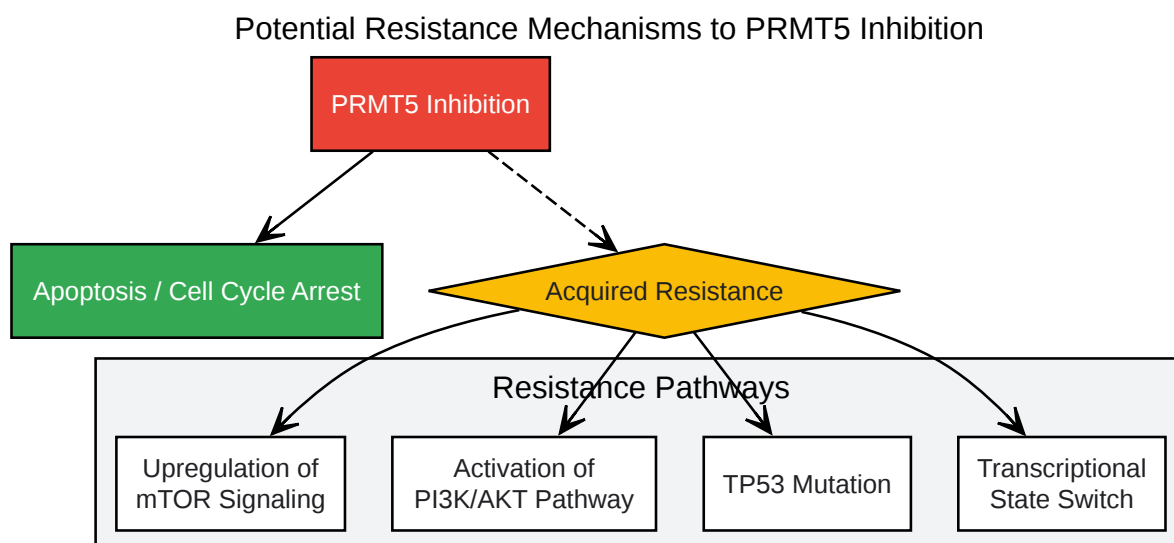 Potential Resistance Mechanisms to PRMT5 Inhibition
PRMT5 Inhibition
Apoptosis / Cell Cycle Arrest
Acquired Resistance
Resistance Pathways
Upregulation of
mTOR Signaling
Activation of
PI3K/AKT Pathway
TP53 Mutation
Transcriptional
State Switch